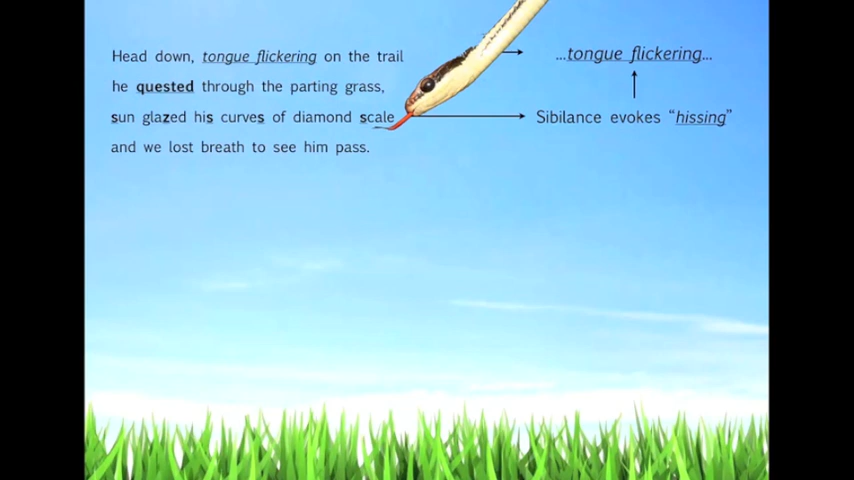 Head down, tongue flickering on the trail
he quested through the parting grass,
sun glazed his curves of diamond scale
and we lost breath to see him pass.
...tongue flickering...
Sibilance evokes “hissing”